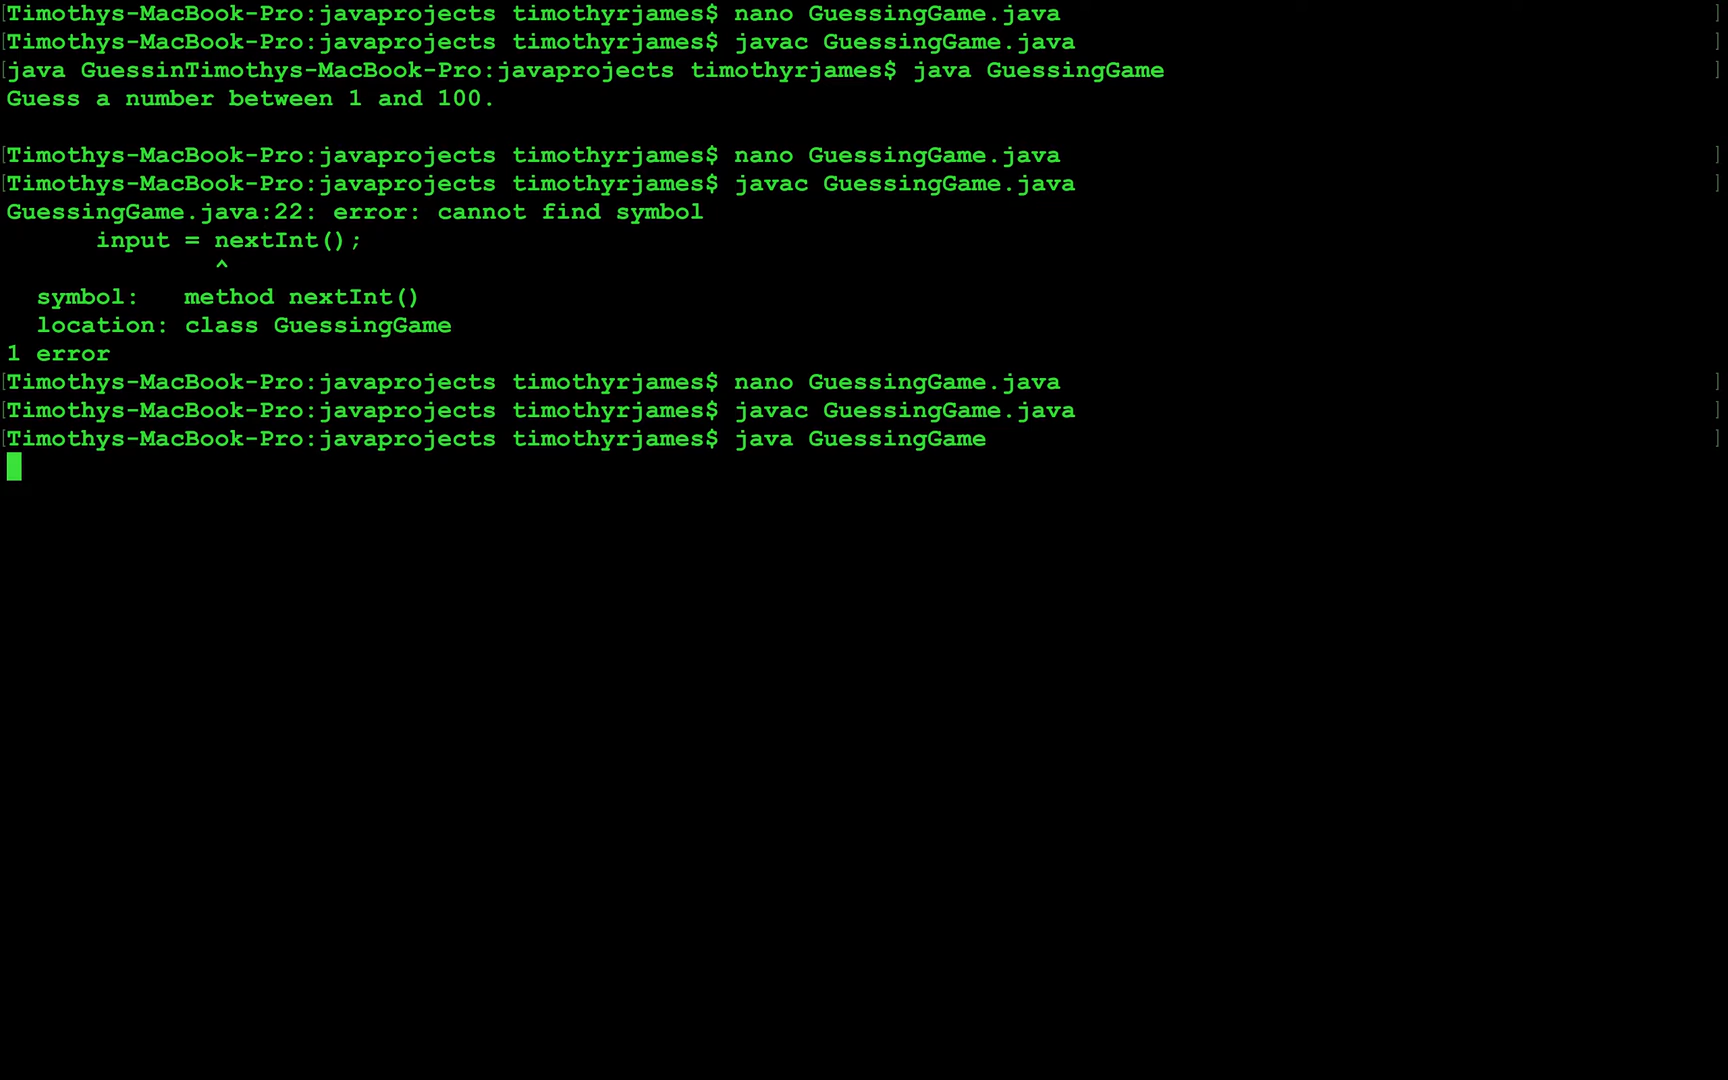 [Timothys-MacBook-Pro:javaprojects timothyrjames$ nano GuessingGame.java ]
[Timothys-MacBook-Pro:javaprojects timothyrjames$ javac GuessingGame.java ]
[java GuessinTimothys-MacBook-Pro:javaprojects timothyrjames$ java GuessingGame ]
Guess a number between 1 and 100.
[Timothys-MacBook-Pro:javaprojects timothyrjames$ nano GuessingGame.java ]
[Timothys-MacBook-Pro:javaprojects timothyrjames$ javac GuessingGame.java ]
GuessingGame.java:22: error: cannot find symbol
      input = nextInt();
              ^
  symbol:   method nextInt()
  location: class GuessingGame
1 error
[Timothys-MacBook-Pro:javaprojects timothyrjames$ nano GuessingGame.java ]
[Timothys-MacBook-Pro:javaprojects timothyrjames$ javac GuessingGame.java ]
[Timothys-MacBook-Pro:javaprojects timothyrjames$ java GuessingGame ]